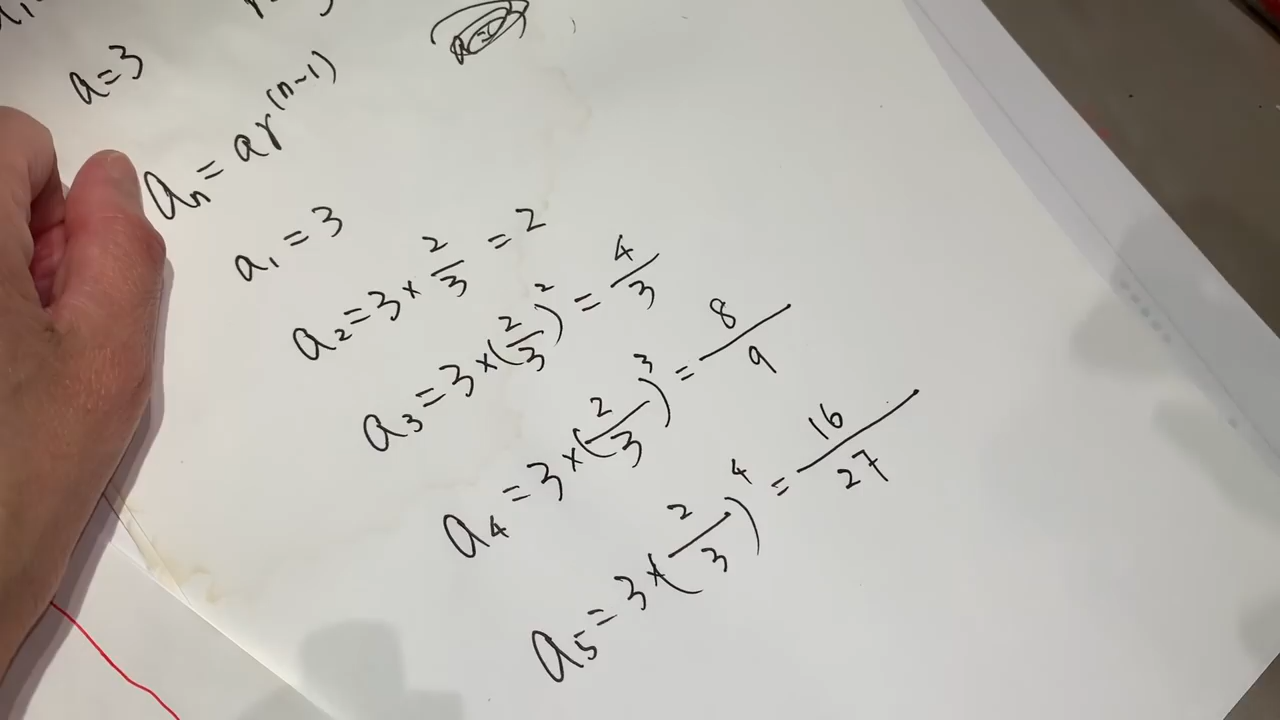 a=3
aₙ = ar⁽ⁿ⁻¹⁾
a₁ = 3
a₂ = 3 × 2/3 = 2
a₃ = 3 × (2/3)² = 4/3
a₄ = 3 × (2/3)³ = 8/9
a₅ = 3 × (2/3)⁴ = 16/27